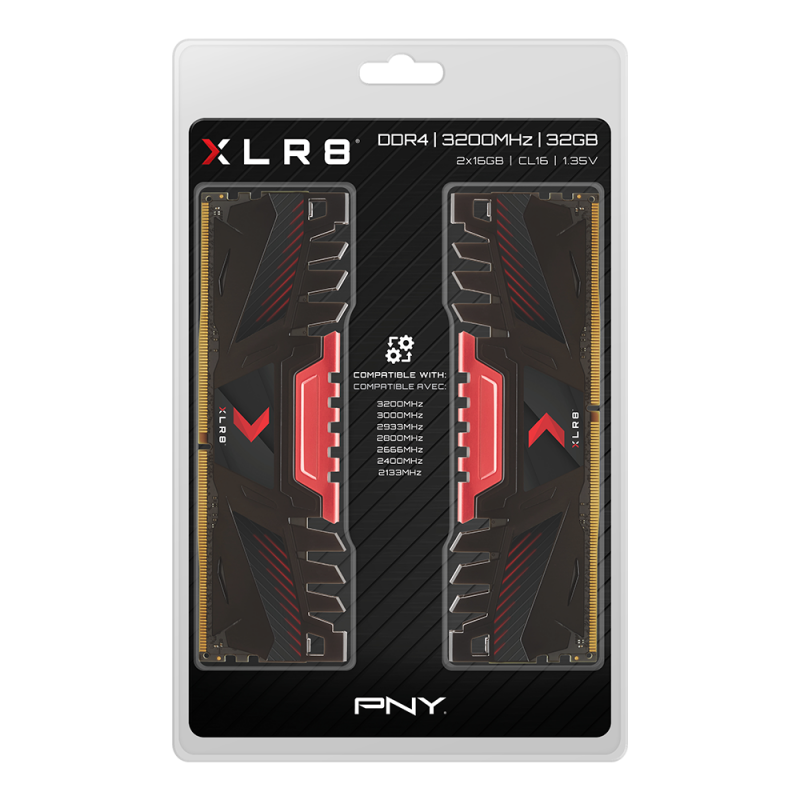 XLR8®
DDR4 | 3200MHz | 32GB
2x16GB | CL16 | 1.35V
COMPATIBLE WITH:
COMPATIBLE AVEC:
3200MHz
3000MHz
2933MHz
2800MHz
2666MHz
2400MHz
2133MHz
XLR8
XLR8
PNY.